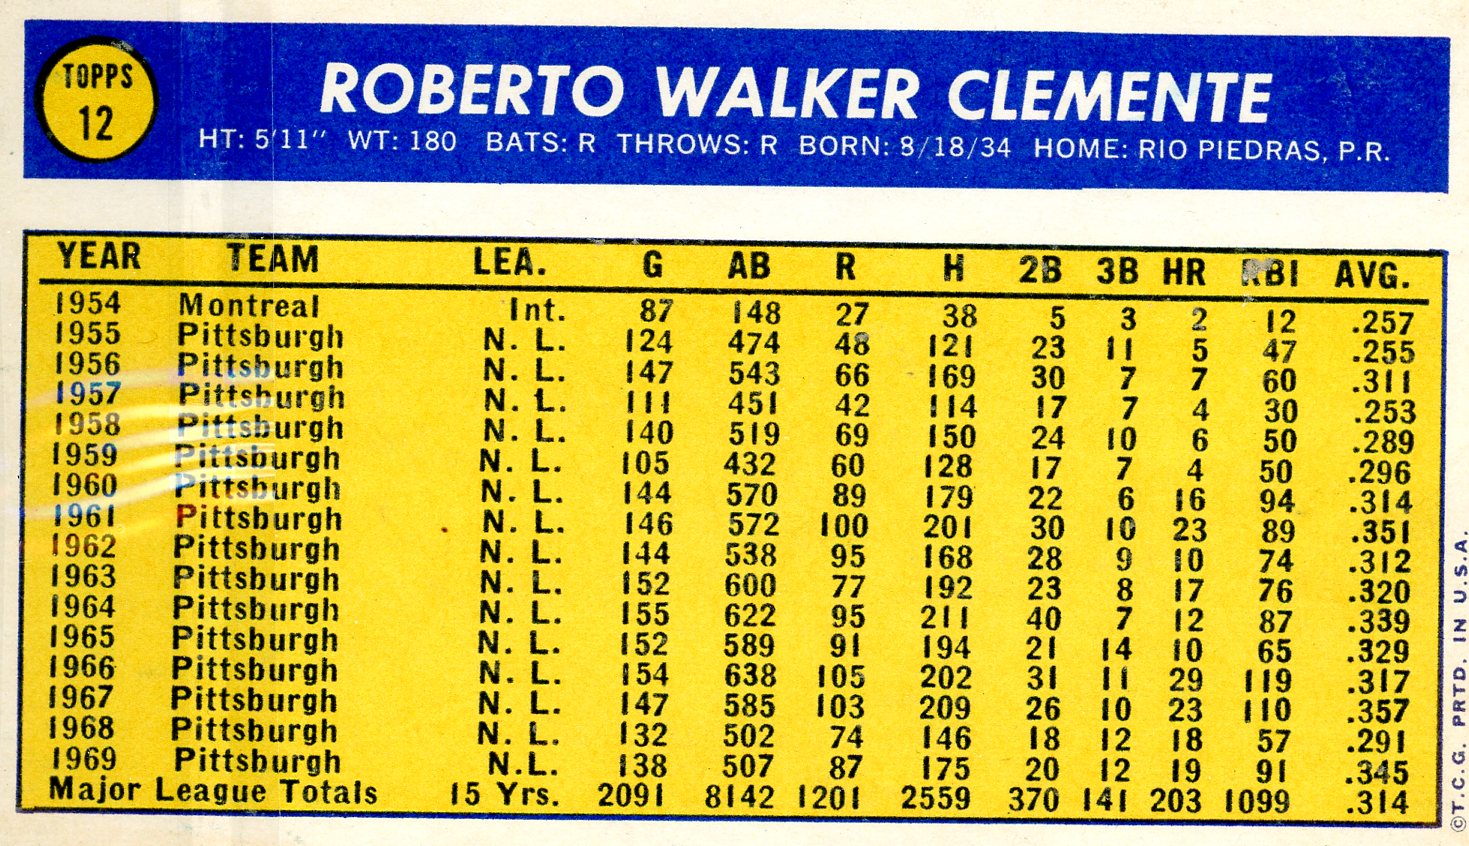 TOPPS
12
ROBERTO WALKER CLEMENTE
HT: 5'11" WT: 180 BATS: R THROWS: R BORN: 8/18/34 HOME: RIO PIEDRAS, P.R.
YEAR TEAM LEA. G AB R H 2B 3B HR RBI AVG.
1954 Montreal Int. 87 148 27 38 5 3 2 12 .257
1955 Pittsburgh N. L. 124 474 48 121 23 11 5 47 .255
1956 Pittsburgh N. L. 147 543 66 169 30 7 7 60 .311
1957 Pittsburgh N. L. 111 451 42 114 17 7 4 30 .253
1958 Pittsburgh N. L. 140 519 69 150 24 10 6 50 .289
1959 Pittsburgh N. L. 105 432 60 128 17 7 4 50 .296
1960 Pittsburgh N. L. 144 570 89 179 22 6 16 94 .314
1961 Pittsburgh N. L. 146 572 100 201 30 10 23 89 .351
1962 Pittsburgh N. L. 144 538 95 168 28 9 10 74 .312
1963 Pittsburgh N. L. 152 600 77 192 23 8 17 76 .320
1964 Pittsburgh N. L. 155 622 95 211 40 7 12 87 .339
1965 Pittsburgh N. L. 152 589 91 194 21 14 10 65 .329
1966 Pittsburgh N. L. 154 638 105 202 31 11 29 119 .317
1967 Pittsburgh N. L. 147 585 103 209 26 10 23 110 .357
1968 Pittsburgh N. L. 132 502 74 146 18 12 18 57 .291
1969 Pittsburgh N.L. 138 507 87 175 20 12 19 91 .345
Major League Totals 15 Yrs. 2091 8142 1201 2559 370 141 203 1099 .314
©T.C.G. PRTD. IN U.S.A.